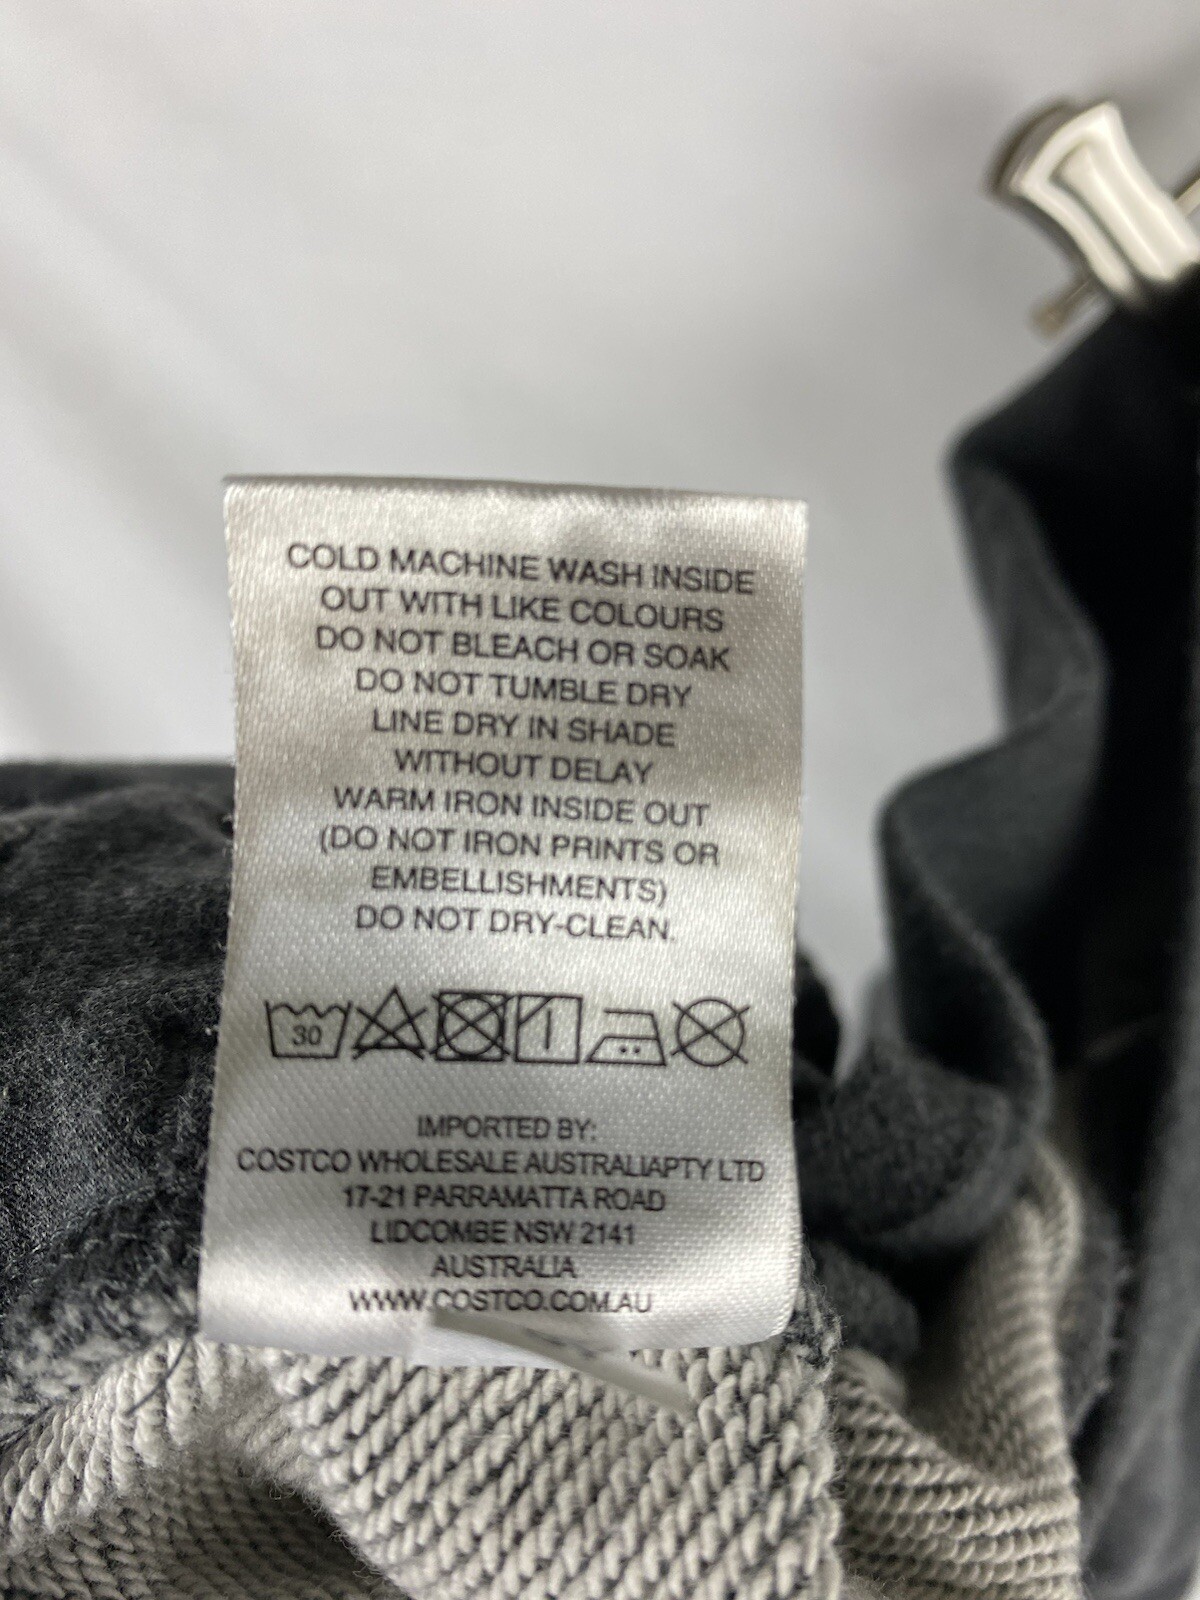 COLD MACHINE WASH INSIDE
OUT WITH LIKE COLOURS
DO NOT BLEACH OR SOAK
DO NOT TUMBLE DRY
LINE DRY IN SHADE
WITHOUT DELAY
WARM IRON INSIDE OUT
(DO NOT IRON PRINTS OR
EMBELLISHMENTS)
DO NOT DRY-CLEAN.
30
IMPORTED BY:
COSTCO WHOLESALE AUSTRALIAPTY LTD
17-21 PARRAMATTA ROAD
LIDCOMBE NSW 2141
AUSTRALIA
WWW.COSTCO.COM.AU